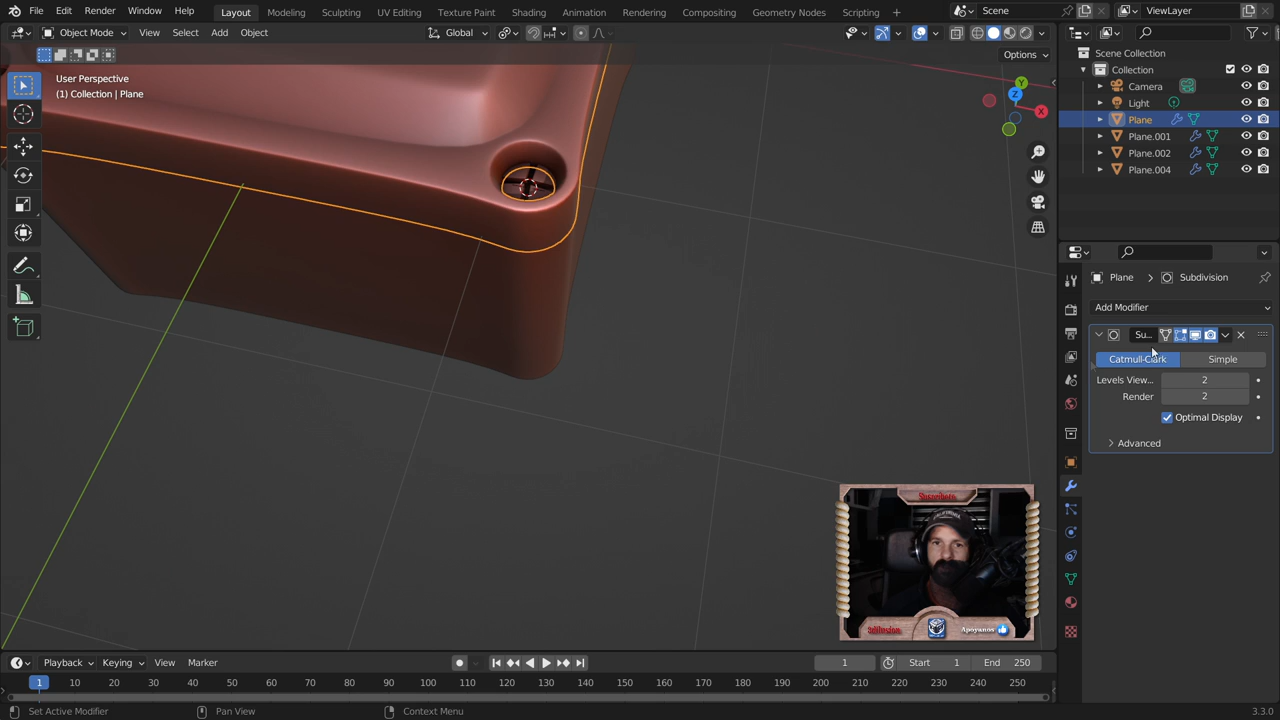 File Edit Render Window Help Layout Modeling Sculpting UV Editing Texture Paint Shading Animation Rendering Compositing Geometry Nodes Scripting + Scene ViewLayer
Object Mode View Select Add Object Global
Options
User Perspective
(1) Collection | Plane
Y
Z
X
Scene Collection
Collection
Camera
Light
Plane
Plane.001
Plane.002
Plane.004
Plane > Subdivision
Add Modifier
Su...
Catmull-Clark Simple
Levels View... 2
Render 2
Optimal Display
Advanced
Suscribete
Apoyanos
Playback Keying View Marker 1 Start 1 End 250
1 10 20 30 40 50 60 70 80 90 100 110 120 130 140 150 160 170 180 190 200 210 220 230 240 250
Set Active Modifier Pan View Context Menu 3.3.0